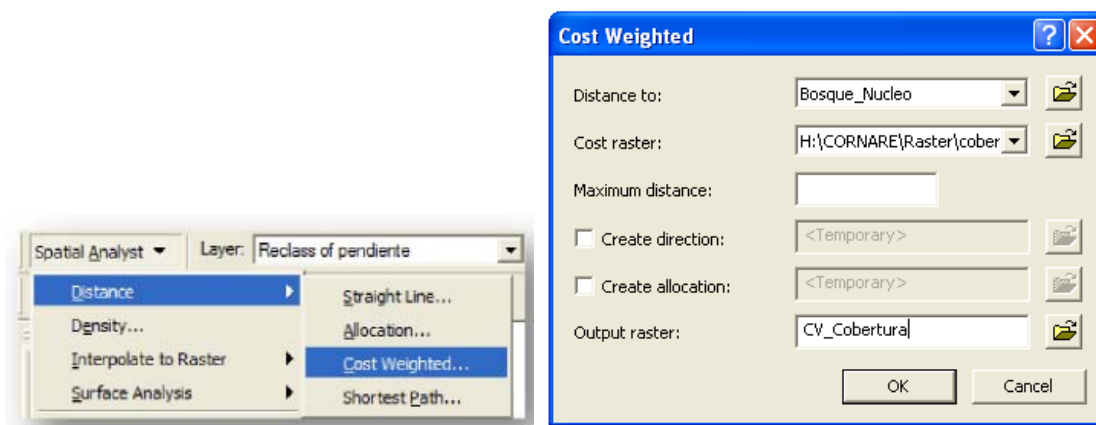 Spatial Analyst Layer: Reclass of pendiente
Distance
Density...
Interpolate to Raster
Surface Analysis
Straight Line...
Allocation...
Cost Weighted...
Shortest Path...
Cost Weighted
Distance to: Bosque_Nucleo
Cost raster: H:\CORNARE\Raster\cober
Maximum distance:
Create direction: <Temporary>
Create allocation: <Temporary>
Output raster: CV_Cobertura
OK Cancel